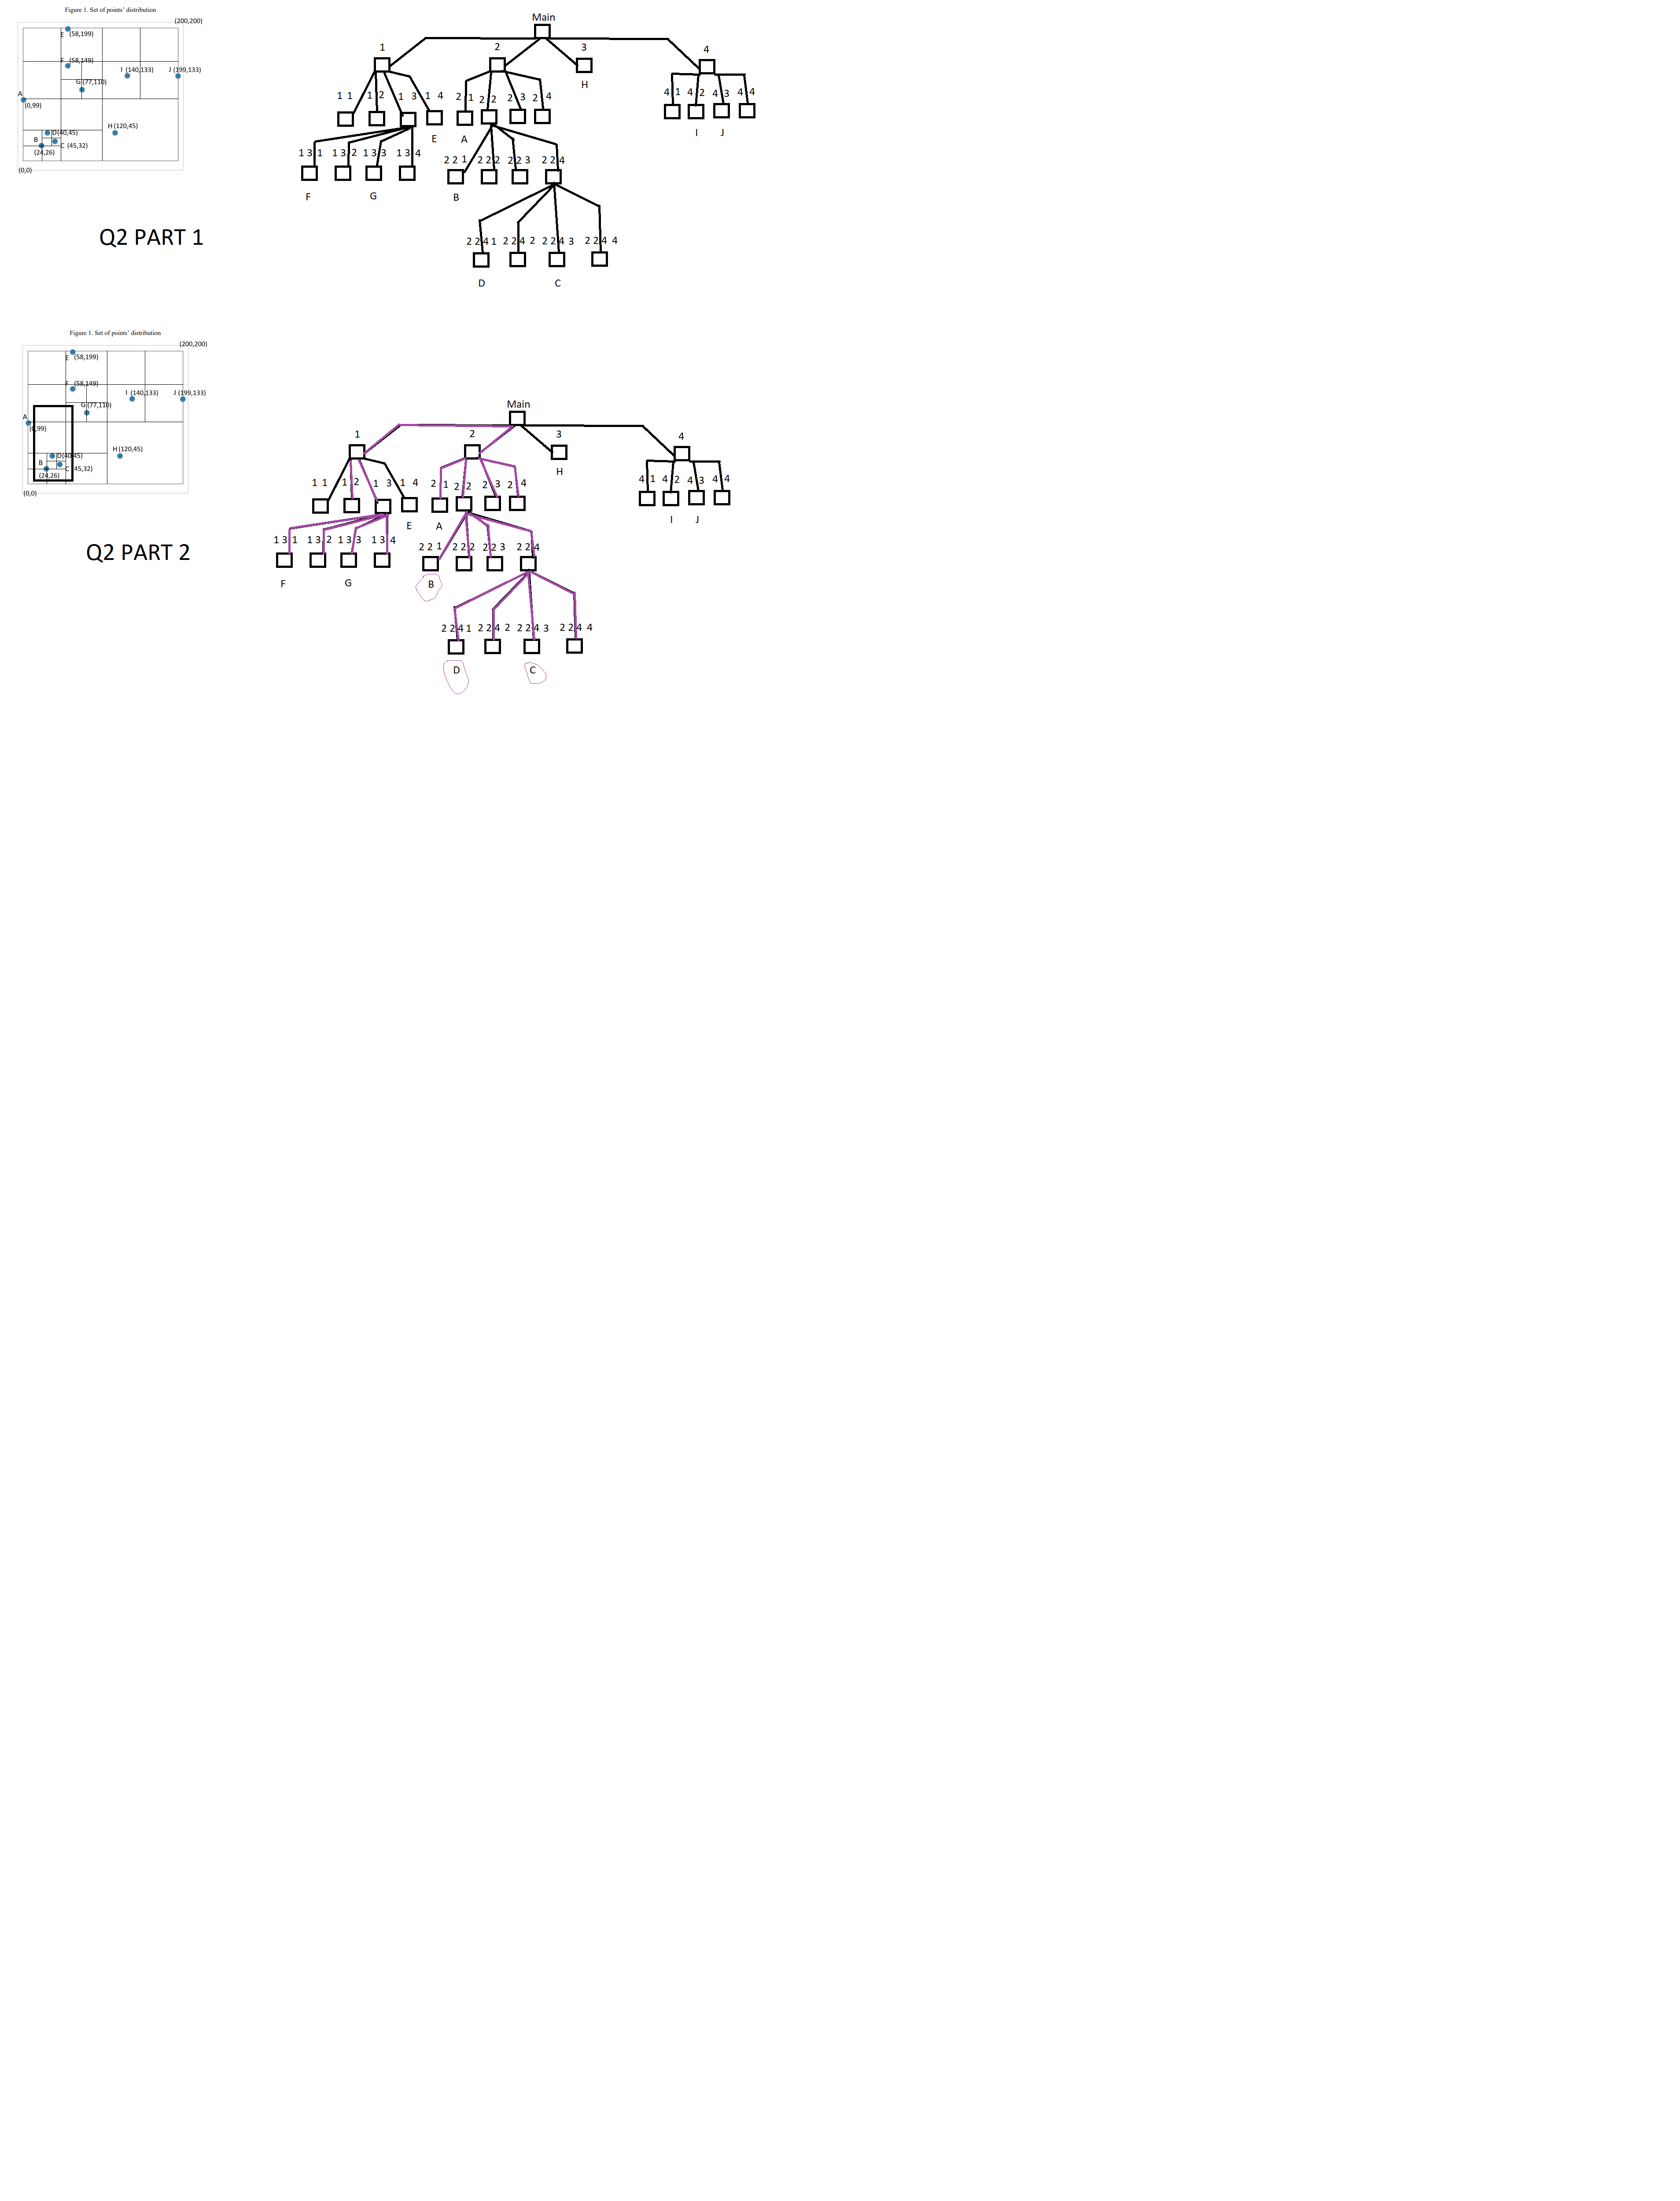 Figure 1. Set of points' distribution
(200,200)
E (58,199)
F (58,149)
I (140,133) J (199,133)
G (77,110)
A
(0,99)
H (120,45)
D(40,45)
B
C (45,32)
(24,26)
(0,0)
Q2 PART 1
Main
1 2 3 4
H
1 1 1 2 1 3 1 4 2 1 2 2 2 3 2 4 4 1 4 2 4 3 4 4
E A I J
1 3 1 1 3 2 1 3 3 1 3 4 2 2 1 2 2 2 2 2 3 2 2 4
F G B
2 2 4 1 2 2 4 2 2 2 4 3 2 2 4 4
D C
Figure 1. Set of points' distribution
(200,200)
E (58,199)
F (58,149)
I (140,133) J (199,133)
G (77,110)
A
(0,99)
H (120,45)
D(40,45)
B
C (45,32)
(24,26)
(0,0)
Q2 PART 2
Main
1 2 3 4
H
1 1 1 2 1 3 1 4 2 1 2 2 2 3 2 4 4 1 4 2 4 3 4 4
E A I J
1 3 1 1 3 2 1 3 3 1 3 4 2 2 1 2 2 2 2 2 3 2 2 4
F G B
2 2 4 1 2 2 4 2 2 2 4 3 2 2 4 4
D C